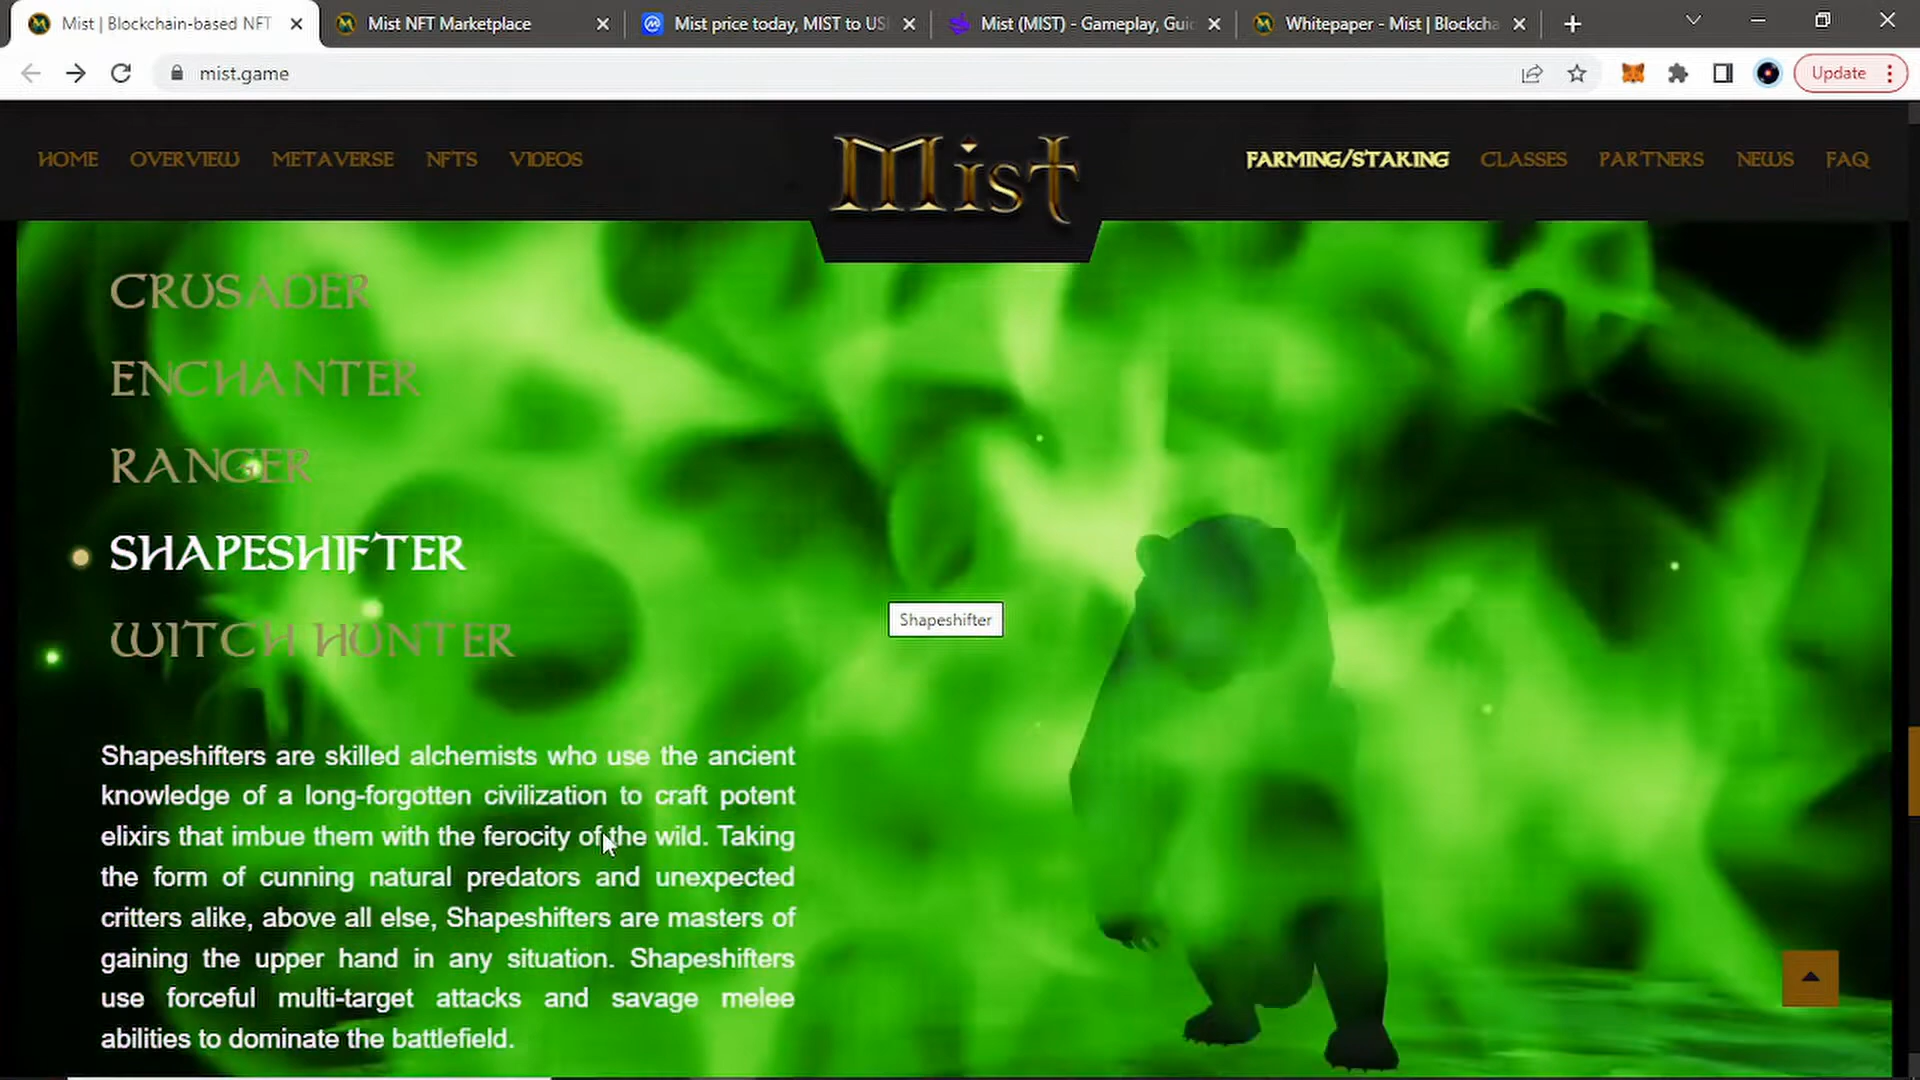 Mist | Blockchain-based NFT
Mist NFT Marketplace
Mist price today, MIST to US
Mist (MIST) - Gameplay, Gui
Whitepaper - Mist | Blockcha
mist.game
Update
HOME OVERVIEW METAVERSE NFTS VIDEOS
Mist
FARMING/STAKING CLASSES PARTNERS NEWS FAQ
CRUSADER
ENCHANTER
RANGER
SHAPESHIFTER
WITCH HUNTER
Shapeshifter
Shapeshifters are skilled alchemists who use the ancient
knowledge of a long-forgotten civilization to craft potent
elixirs that imbue them with the ferocity of the wild. Taking
the form of cunning natural predators and unexpected
critters alike, above all else, Shapeshifters are masters of
gaining the upper hand in any situation. Shapeshifters
use forceful multi-target attacks and savage melee
abilities to dominate the battlefield.